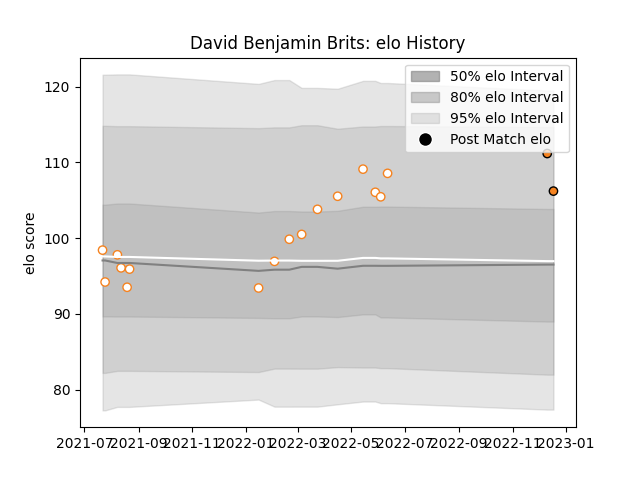 David Benjamin Brits: elo History
50% elo Interval
80% elo Interval
95% elo Interval
Post Match elo
elo score
120
110
100
90
80
2021-07 2021-09 2021-11 2022-01 2022-03 2022-05 2022-07 2022-09 2022-11 2023-01